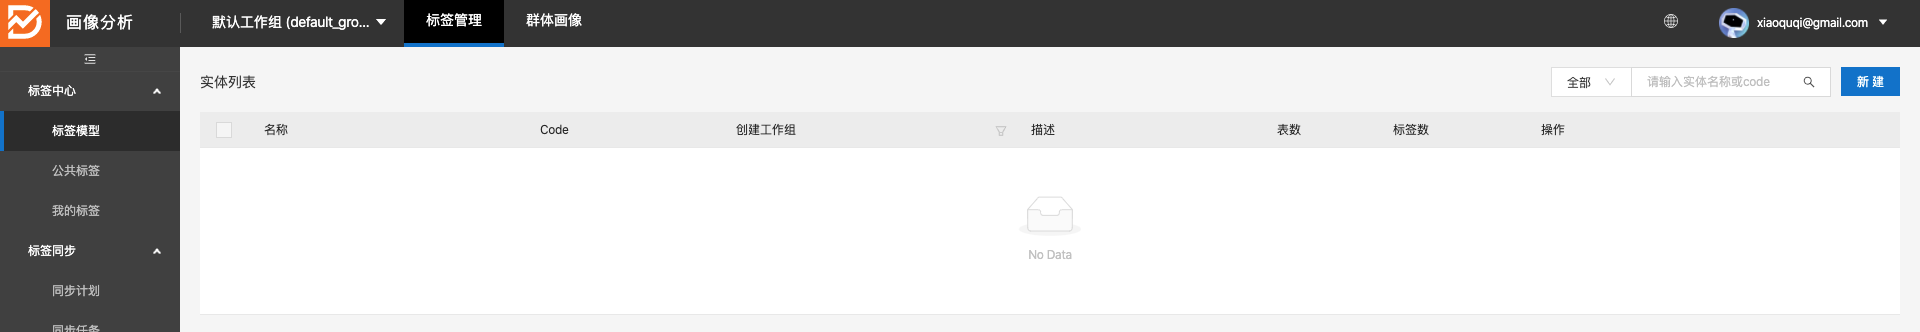 画像分析
默认工作组 (default_gro...
标签管理
群体画像
xiaoquqi@gmail.com
标签中心
标签模型
公共标签
我的标签
标签同步
同步计划
同步任务
实体列表
全部
请输入实体名称或code
新 建
名称
Code
创建工作组
描述
表数
标签数
操作
No Data